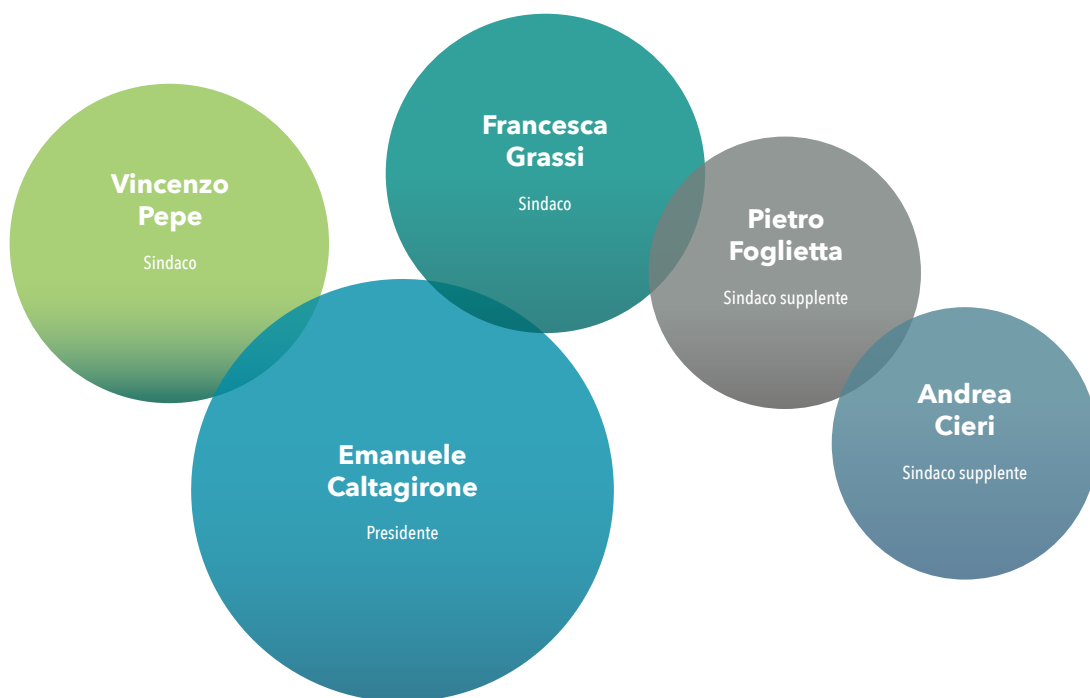 Vincenzo
Pepe
Sindaco
Francesca
Grassi
Sindaco
Pietro
Foglietta
Sindaco supplente
Andrea
Cieri
Sindaco supplente
Emanuele
Caltagirone
Presidente